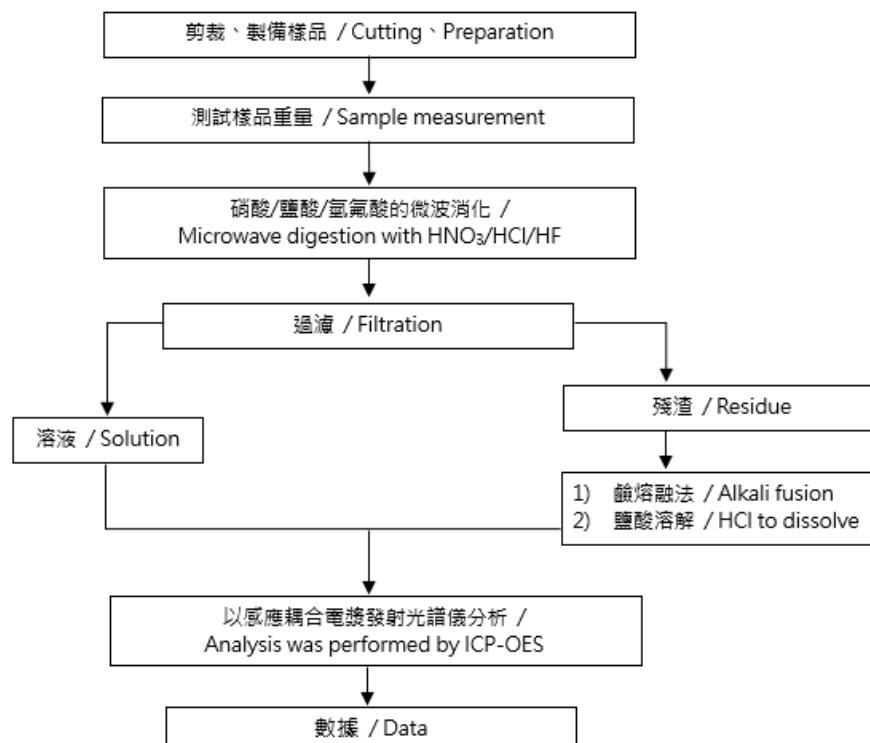 剪裁、製備樣品 / Cutting、Preparation
測試樣品重量 / Sample measurement
硝酸/鹽酸/氫氟酸的微波消化 /
Microwave digestion with HNO₃/HCl/HF
過濾 / Filtration
溶液 / Solution
殘渣 / Residue
1) 鹼熔融法 / Alkali fusion
2) 鹽酸溶解 / HCl to dissolve
以感應耦合電漿發射光譜儀分析 /
Analysis was performed by ICP-OES
數據 / Data